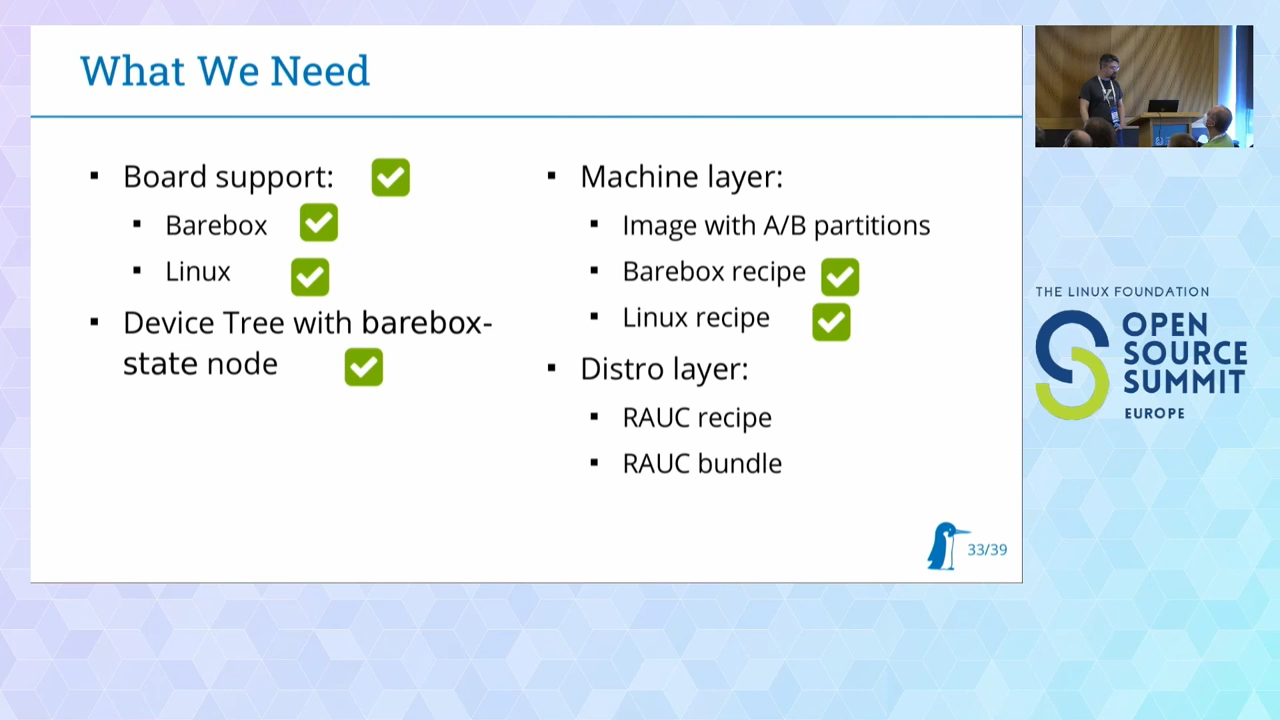 What We Need
Board support:
Barebox
Linux
Device Tree with barebox-
state node
Machine layer:
Image with A/B partitions
Barebox recipe
Linux recipe
Distro layer:
RAUC recipe
RAUC bundle
33/39
THE LINUX FOUNDATION
OPEN
SOURCE
SUMMIT
EUROPE